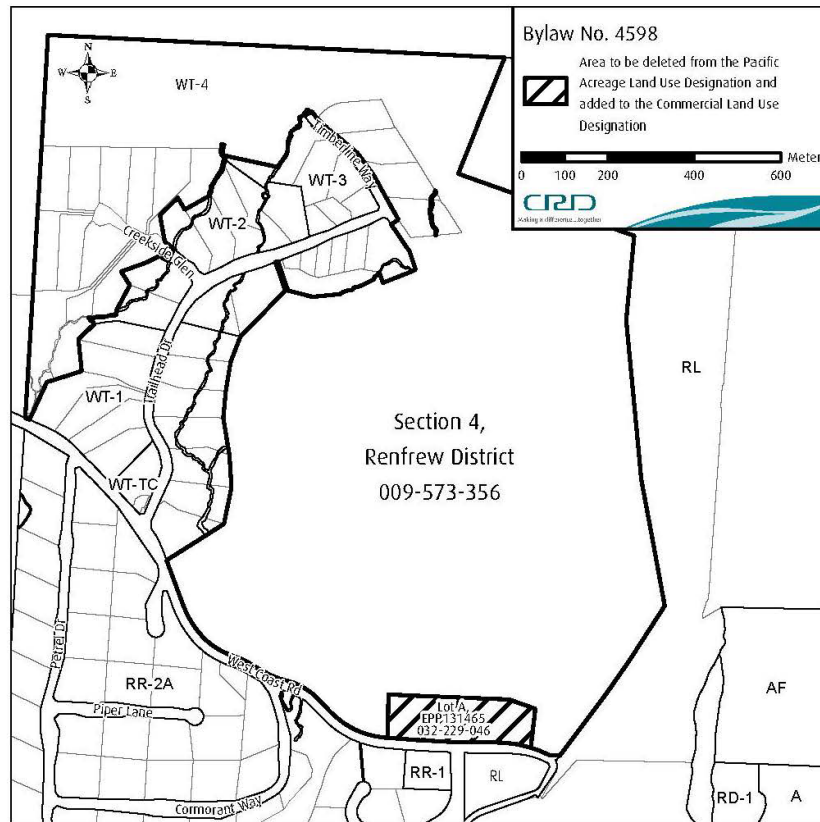 Bylaw No. 4598
Area to be deleted from the Pacific
Acreage Land Use Designation and
added to the Commercial Land Use
Designation
0 100 200 400 600 Meter
CRD
Making a difference...together
N
W E
S
WT-4
Timberline Way
WT-3
WT-2
Creekside Glen
RL
Trailhead Dr
WT-1
Section 4,
Renfrew District
009-573-356
WT-TC
Petrel Dr
West Coast Rd
RR-2A
AF
Lot A,
EPP131465
032-229-046
Piper Lane
RR-1
RL
RD-1
A
Cormorant Way